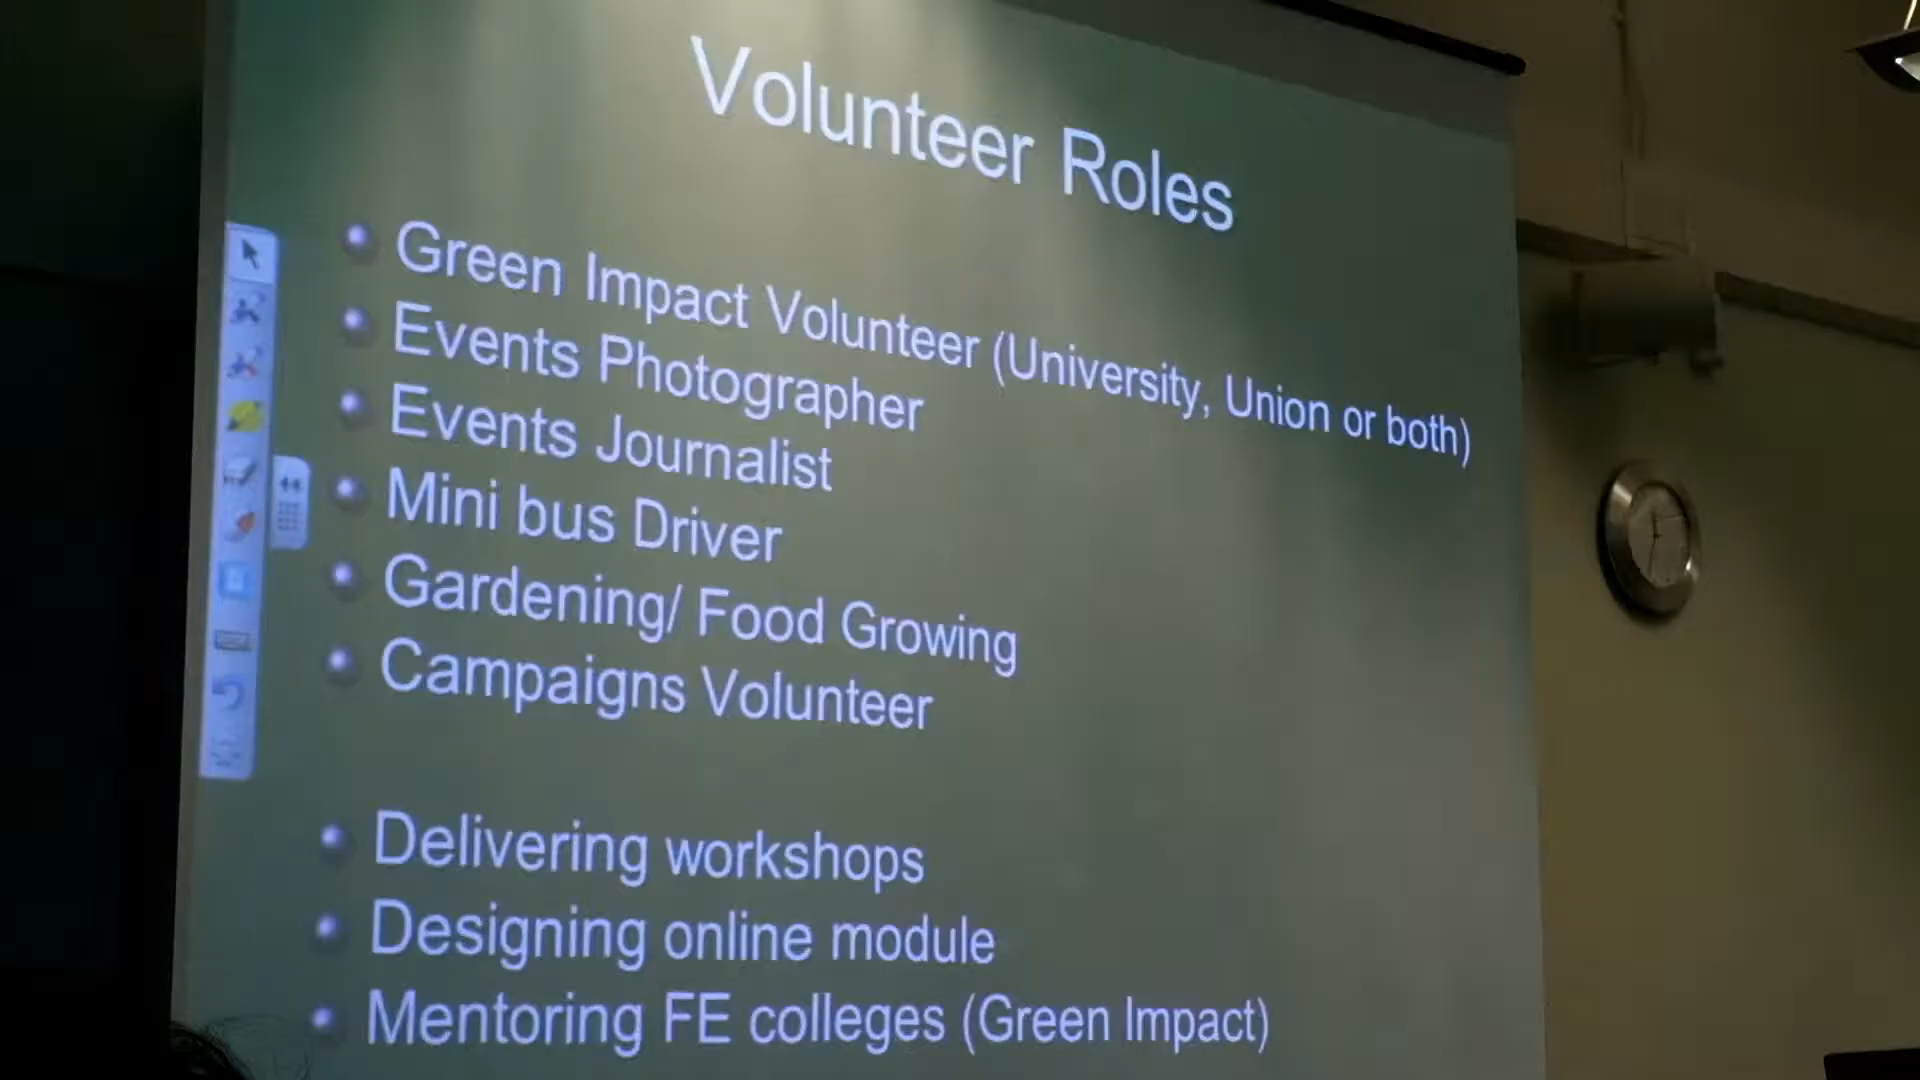 Volunteer Roles
Green Impact Volunteer (University, Union or both)
Events Photographer
Events Journalist
Mini bus Driver
Gardening/ Food Growing
Campaigns Volunteer
Delivering workshops
Designing online module
Mentoring FE colleges (Green Impact)